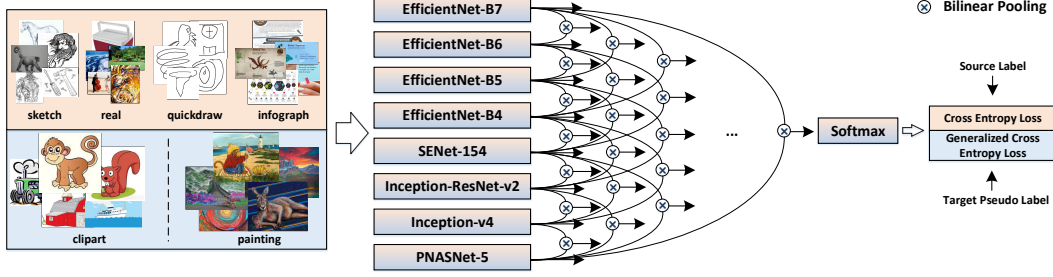 sketch
real
quickdraw
infograph
clipart
painting
EfficientNet-B7
EfficientNet-B6
EfficientNet-B5
EfficientNet-B4
SENet-154
Inception-ResNet-v2
Inception-v4
PNASNet-5
...
Softmax
Bilinear Pooling
Source Label
Cross Entropy Loss
Generalized Cross
Entropy Loss
Target Pseudo Label